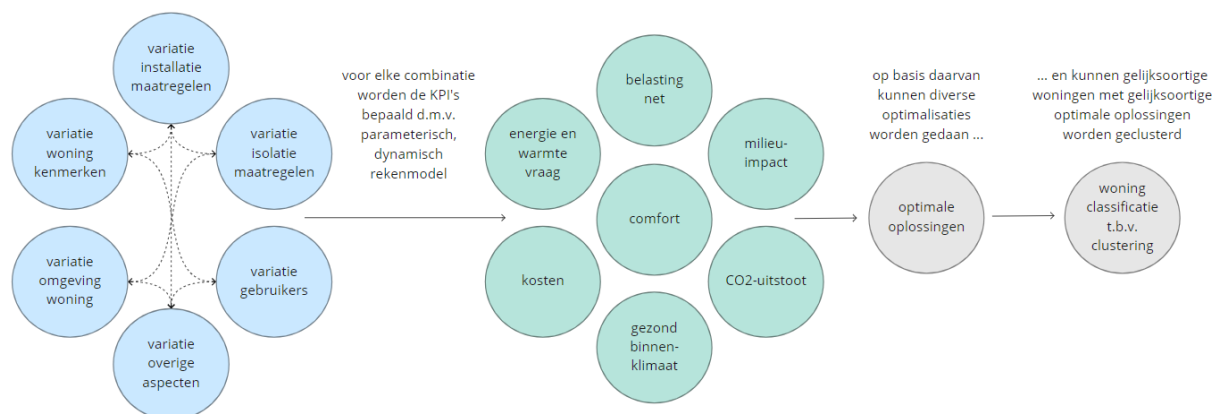 variatie
installatie
maatregelen
variatie
woning
kenmerken
variatie
isolatie
maatregelen
variatie
omgeving
woning
variatie
gebruikers
variatie
overige
aspecten
voor elke combinatie
worden de KPI's
bepaald d.m.v.
parameterisch,
dynamisch
rekenmodel
belasting
net
energie en
warmte
vraag
milieu-
impact
comfort
kosten
CO2-uitstoot
gezond
binnen-
klimaat
op basis daarvan
kunnen diverse
optimalisaties
worden gedaan ...
optimale
oplossingen
... en kunnen gelijksoortige
woningen met gelijksoortige
optimale oplossingen
worden geclusterd
woning
classificatie
t.b.v.
clustering